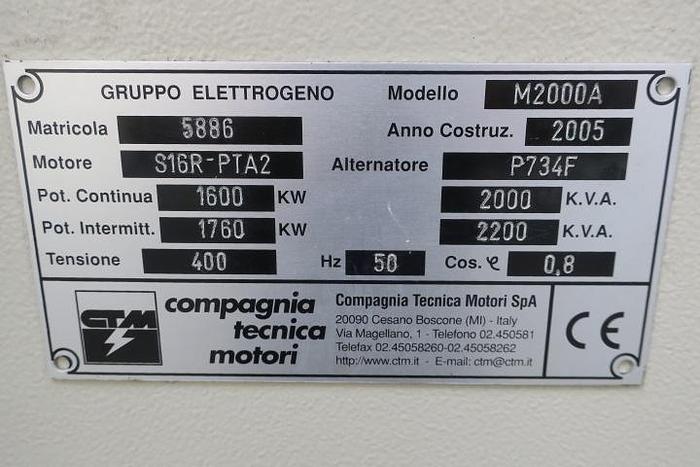 GRUPPO ELETTROGENO Modello M2000A
Matricola 5886 Anno Costruz. 2005
Motore S16R-PTA2 Alternatore P734F
Pot. Continua 1600 KW 2000 K.V.A.
Pot. Intermitt. 1760 KW 2200 K.V.A.
Tensione 400 Hz 50 Cos. φ 0,8
CTM
compagnia
tecnica
motori
Compagnia Tecnica Motori SpA
20090 Cesano Boscone (MI) - Italy
Via Magellano, 1 - Telefono 02.450581
Telefax 02.45058260-02.45058262
http://www.ctm.it - E-mail: ctm@ctm.it
CE